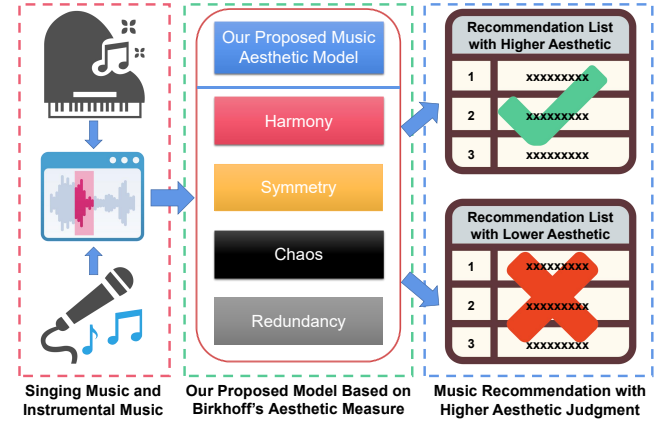 Our Proposed Music
Aesthetic Model
Harmony
Symmetry
Chaos
Redundancy
Recommendation List
with Higher Aesthetic
1 xxxxxxxxx
2 xxxxxxxxx
3 xxxxxxxxx
Recommendation List
with Lower Aesthetic
1 xxxxxxxxx
2 xxxxxxxxx
3 xxxxxxxxx
Singing Music and
Instrumental Music
Our Proposed Model Based on
Birkhoff's Aesthetic Measure
Music Recommendation with
Higher Aesthetic Judgment